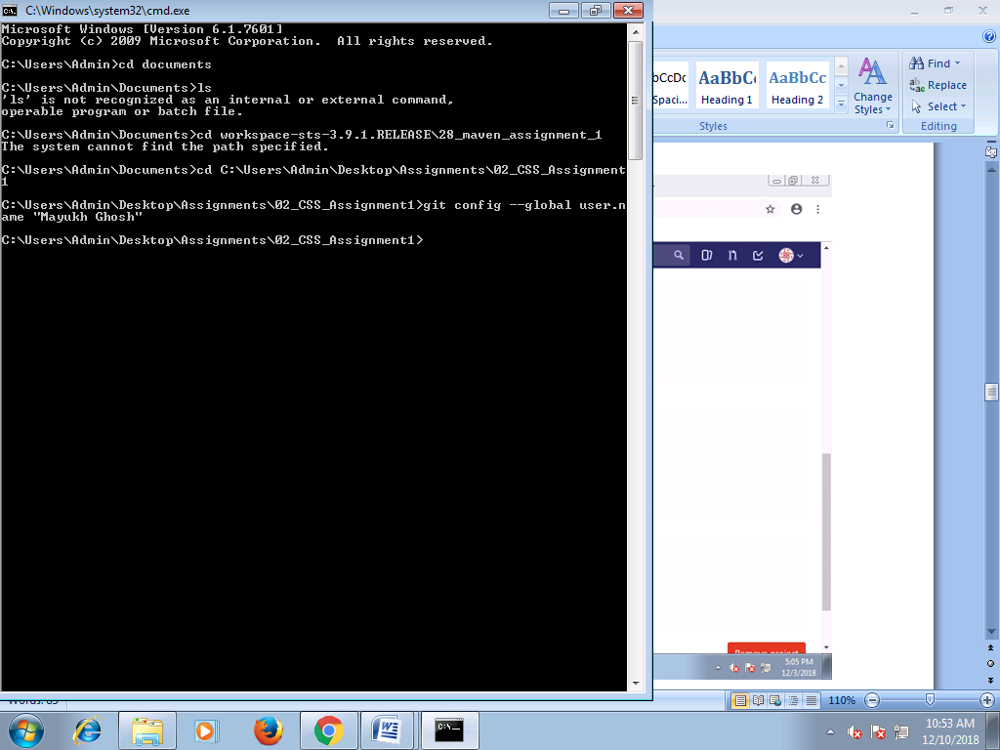 C:\Windows\system32\cmd.exe
Microsoft Windows [Version 6.1.7601]
Copyright (c) 2009 Microsoft Corporation.  All rights reserved.
C:\Users\Admin>cd documents
C:\Users\Admin\Documents>ls
'ls' is not recognized as an internal or external command,
operable program or batch file.
C:\Users\Admin\Documents>cd workspace-sts-3.9.1.RELEASE\28_maven_assignment_1
The system cannot find the path specified.
C:\Users\Admin\Documents>cd C:\Users\Admin\Desktop\Assignments\02_CSS_Assignment
1
C:\Users\Admin\Desktop\Assignments\02_CSS_Assignment1>git config --global user.n
ame "Mayukh Ghosh"
C:\Users\Admin\Desktop\Assignments\02_CSS_Assignment1>
bCcDc AaBbC AaBbCc
Spaci... Heading 1 Heading 2
Change
Styles
Styles
Find
Replace
Select
Editing
Remove project
5:05 PM
12/3/2018
110%
10:53 AM
12/10/2018